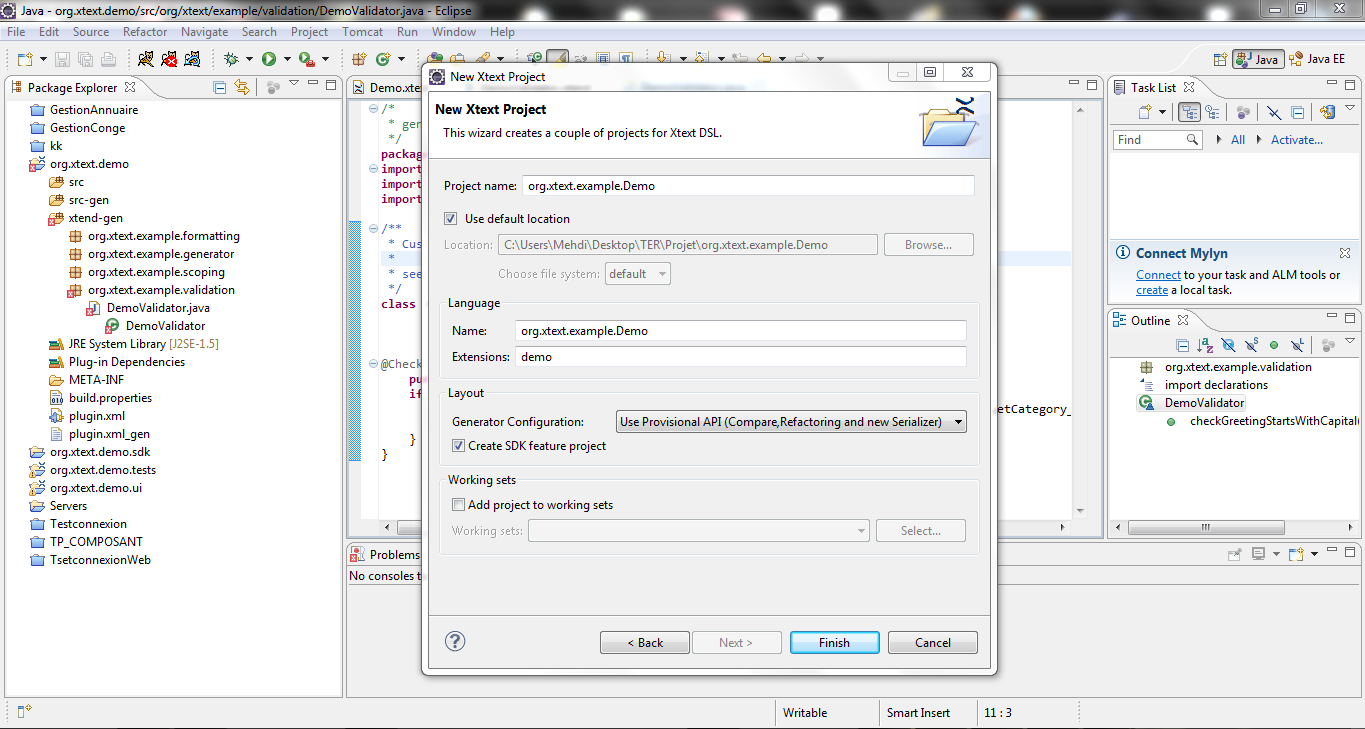 Java - org.xtext.demo/src/org/xtext/example/validation/DemoValidator.java - Eclipse
File Edit Source Refactor Navigate Search Project Tomcat Run Window Help
Java Java EE
Package Explorer
GestionAnnuaire
GestionConge
kk
org.xtext.demo
src
src-gen
xtend-gen
org.xtext.example.formatting
org.xtext.example.generator
org.xtext.example.scoping
org.xtext.example.validation
DemoValidator.java
DemoValidator
JRE System Library [J2SE-1.5]
Plug-in Dependencies
META-INF
build.properties
plugin.xml
plugin.xml_gen
org.xtext.demo.sdk
org.xtext.demo.tests
org.xtext.demo.ui
Servers
Testconnexion
TP_COMPOSANT
TsetconnexionWeb
Demo.xte
/*
* gen
*/
packag
import
import
import
/**
* Cus
*
* see
*/
class
@Check
pu
if
etCategory_
}
}
New Xtext Project
New Xtext Project
This wizard creates a couple of projects for Xtext DSL.
Project name: org.xtext.example.Demo
Use default location
Location: C:\Users\Mehdi\Desktop\TER\Projet\org.xtext.example.Demo Browse...
Choose file system: default
Language
Name: org.xtext.example.Demo
Extensions: demo
Layout
Generator Configuration: Use Provisional API (Compare,Refactoring and new Serializer)
Create SDK feature project
Working sets
Add project to working sets
Working sets: Select...
< Back Next > Finish Cancel
Problems
No consoles t
Task List
Find All Activate...
Connect Mylyn
Connect to your task and ALM tools or
create a local task.
Outline
org.xtext.example.validation
import declarations
DemoValidator
checkGreetingStartsWithCapital(
Writable Smart Insert 11 : 3